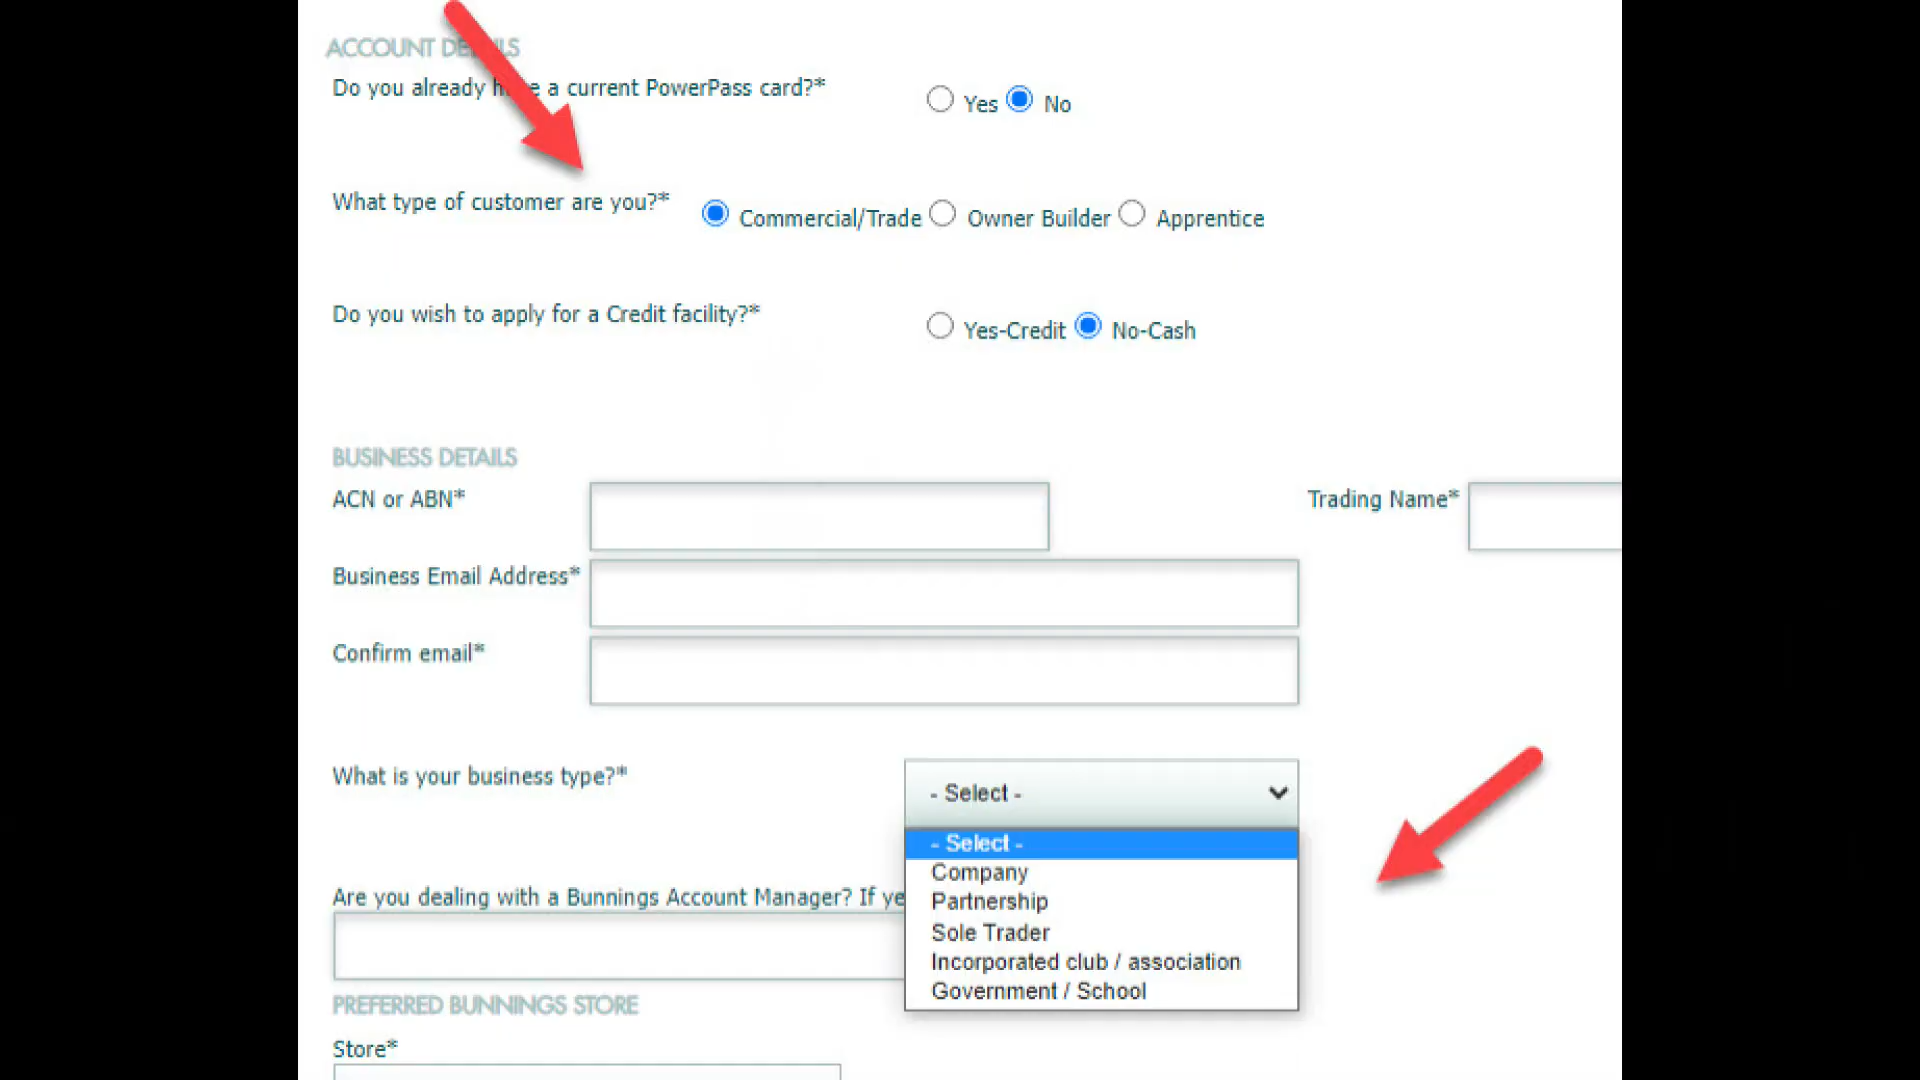 ACCOUNT DETAILS
Do you already have a current PowerPass card?*
Yes No
What type of customer are you?*
Commercial/Trade Owner Builder Apprentice
Do you wish to apply for a Credit facility?*
Yes-Credit No-Cash
BUSINESS DETAILS
ACN or ABN* Trading Name*
Business Email Address*
Confirm email*
What is your business type?*
- Select -
- Select -
Company
Partnership
Sole Trader
Incorporated club / association
Government / School
Are you dealing with a Bunnings Account Manager? If ye
PREFERRED BUNNINGS STORE
Store*